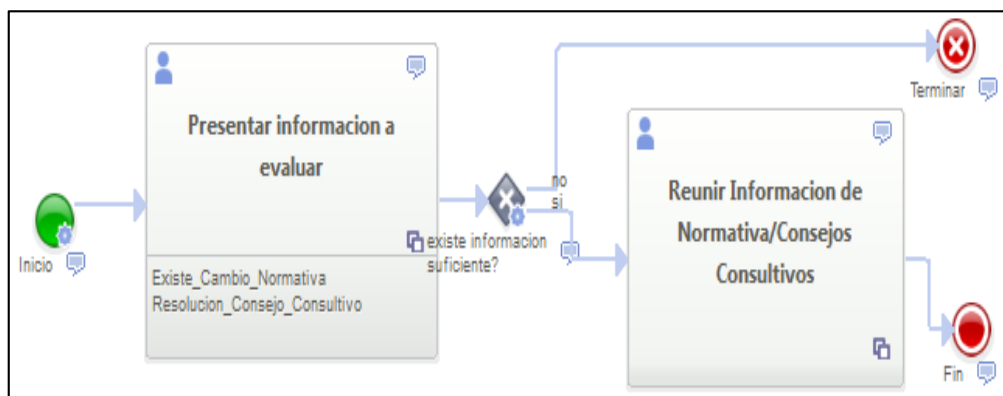 Presentar informacion a
evaluar
Inicio
Existe_Cambio_Normativa
Resolucion_Consejo_Consultivo
no
si
existe informacion
suficiente?
Terminar
Reunir Informacion de
Normativa/Consejos
Consultivos
Fin